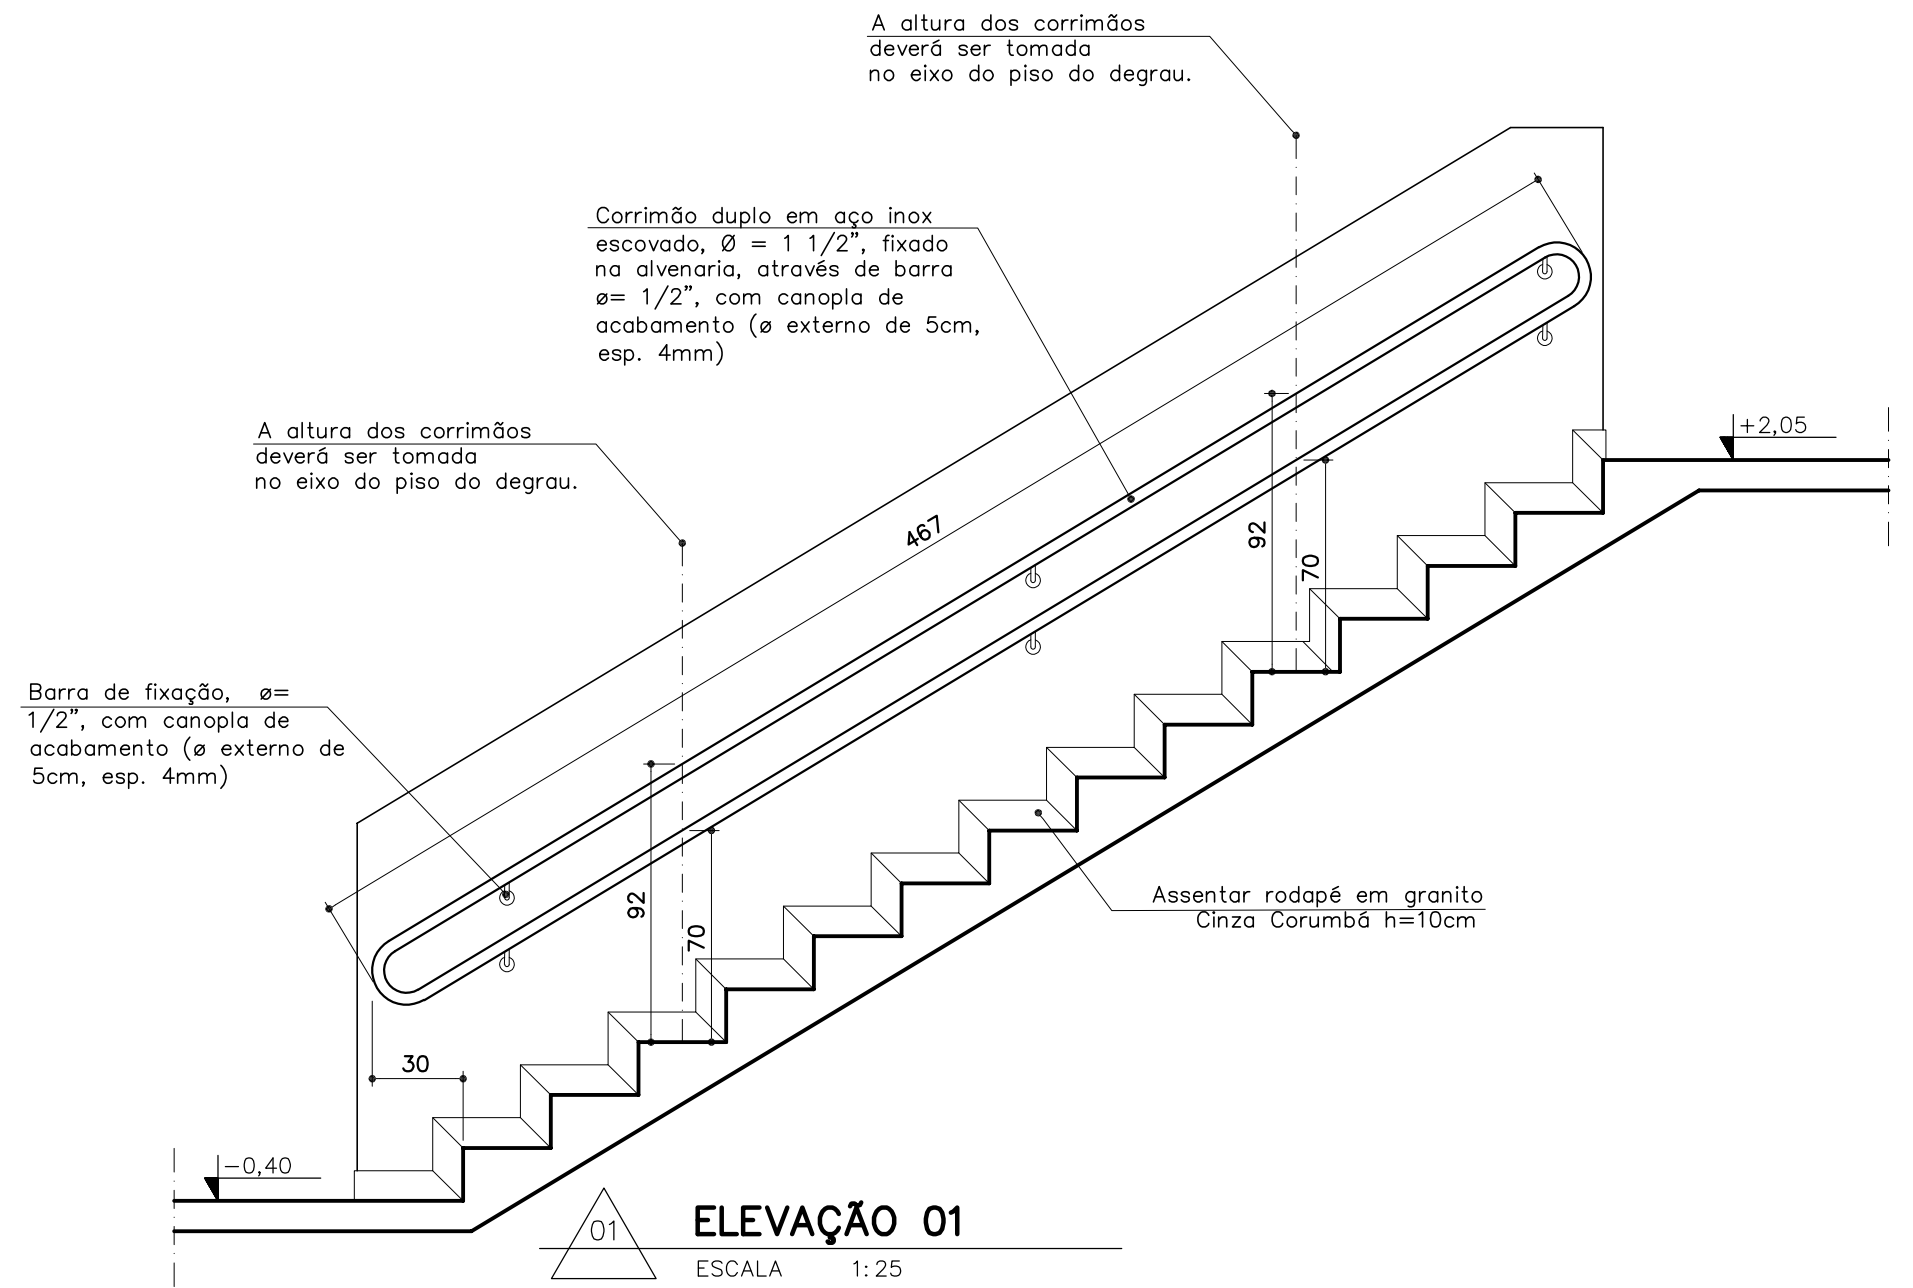 A altura dos corrimãos
deverá ser tomada
no eixo do piso do degrau.
Corrimão duplo em aço inox
escovado, Ø = 1 1/2”, fixado
na alvenaria, através de barra
ø= 1/2”, com canopla de
acabamento (ø externo de 5cm,
esp. 4mm)
A altura dos corrimãos
deverá ser tomada
no eixo do piso do degrau.
+2,05
467
92
70
Barra de fixação, ø=
1/2”, com canopla de
acabamento (ø externo de
5cm, esp. 4mm)
92
70
Assentar rodapé em granito
Cinza Corumbá h=10cm
30
-0,40
01
ELEVAÇÃO 01
ESCALA 1:25